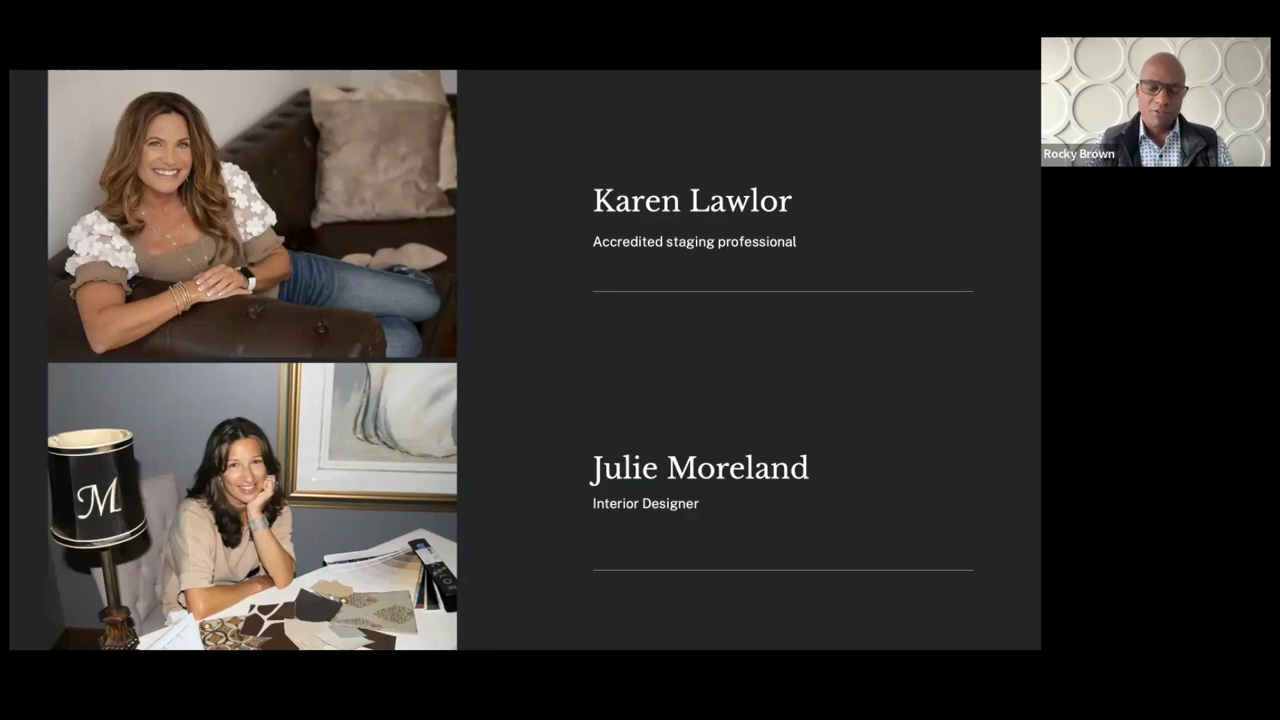 Karen Lawlor
Accredited staging professional
Julie Moreland
Interior Designer
Rocky Brown
M